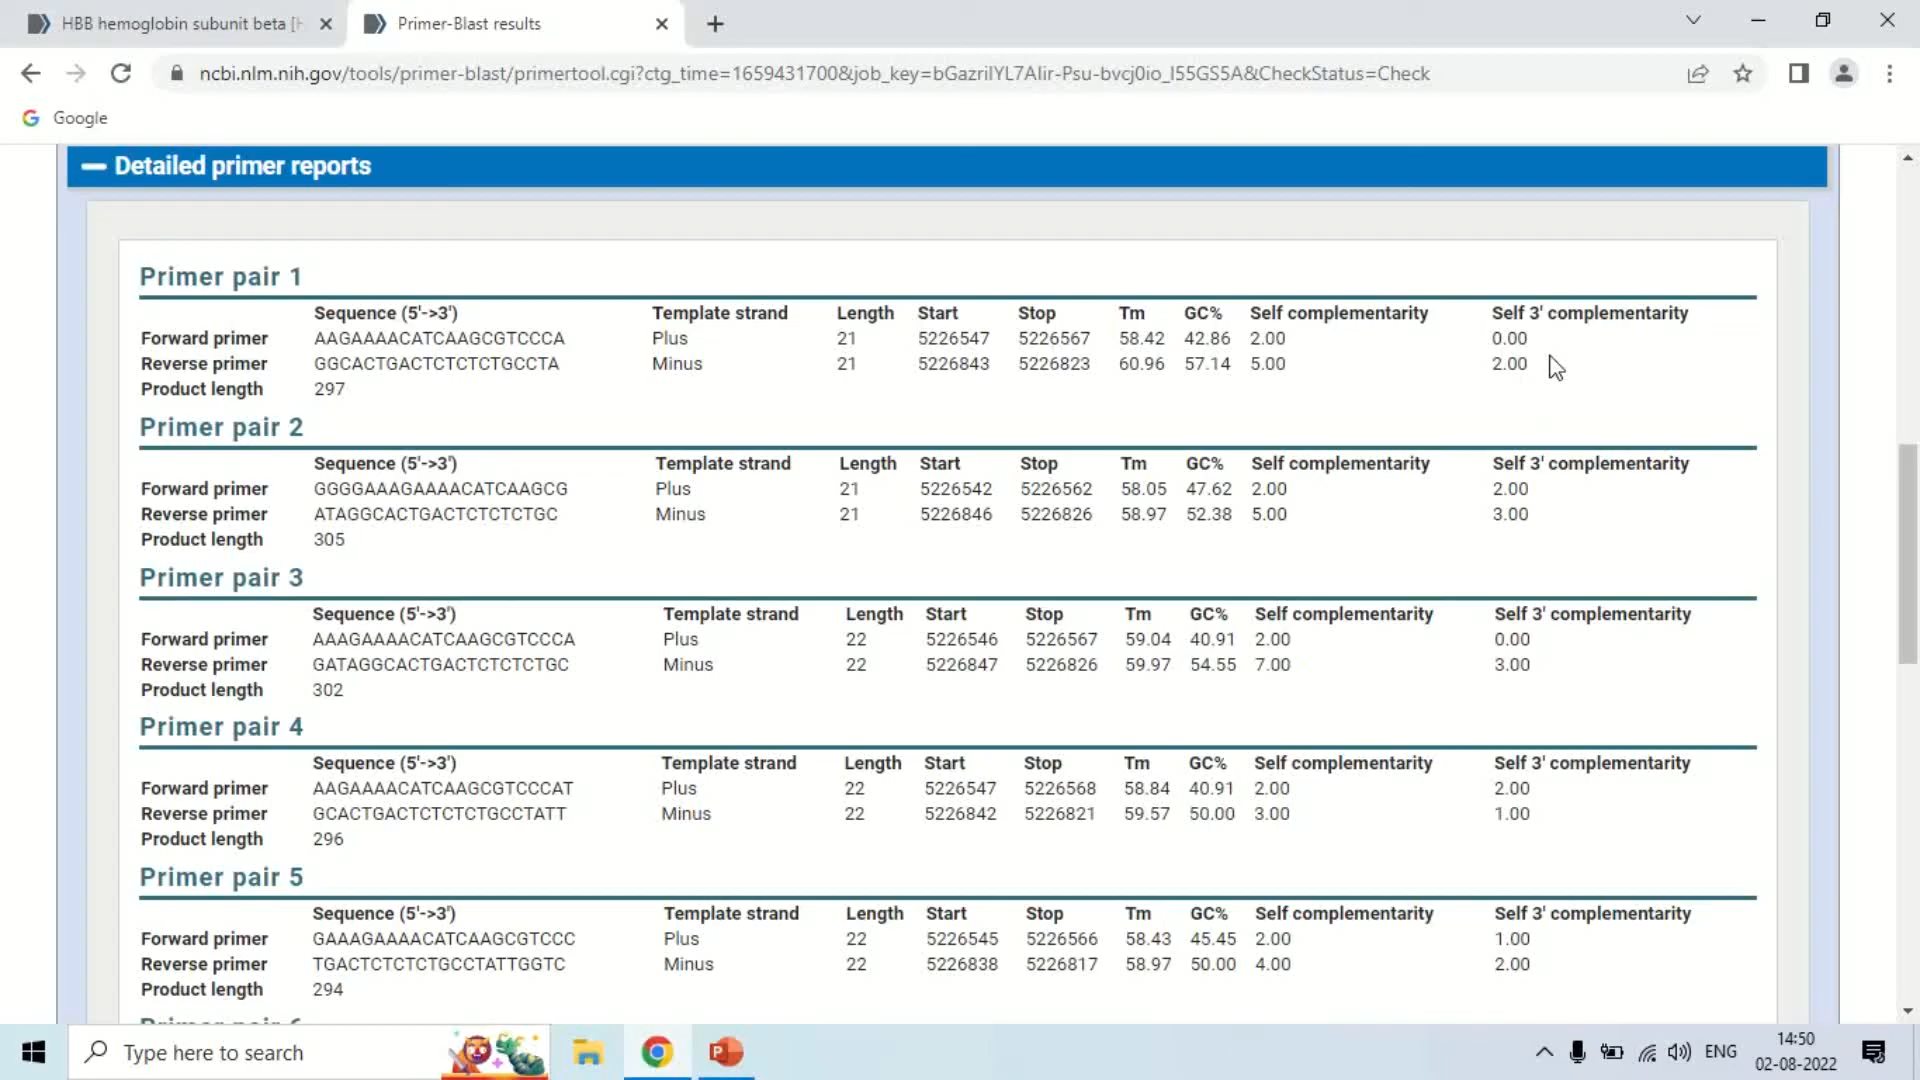 HBB hemoglobin subunit beta [H
Primer-Blast results
ncbi.nlm.nih.gov/tools/primer-blast/primertool.cgi?ctg_time=1659431700&job_key=bGazriIYL7Alir-Psu-bvcj0io_I55GS5A&CheckStatus=Check
Google
Detailed primer reports
Primer pair 1
Sequence (5'->3') Template strand Length Start Stop Tm GC% Self complementarity Self 3' complementarity
Forward primer AAGAAAACATCAAGCGTCCCA Plus 21 5226547 5226567 58.42 42.86 2.00 0.00
Reverse primer GGCACTGACTCTCTCTGCCTA Minus 21 5226843 5226823 60.96 57.14 5.00 2.00
Product length 297
Primer pair 2
Sequence (5'->3') Template strand Length Start Stop Tm GC% Self complementarity Self 3' complementarity
Forward primer GGGGAAAGAAAACATCAAGCG Plus 21 5226542 5226562 58.05 47.62 2.00 2.00
Reverse primer ATAGGCACTGACTCTCTCTGC Minus 21 5226846 5226826 58.97 52.38 5.00 3.00
Product length 305
Primer pair 3
Sequence (5'->3') Template strand Length Start Stop Tm GC% Self complementarity Self 3' complementarity
Forward primer AAAGAAAACATCAAGCGTCCCA Plus 22 5226546 5226567 59.04 40.91 2.00 0.00
Reverse primer GATAGGCACTGACTCTCTCTGC Minus 22 5226847 5226826 59.97 54.55 7.00 3.00
Product length 302
Primer pair 4
Sequence (5'->3') Template strand Length Start Stop Tm GC% Self complementarity Self 3' complementarity
Forward primer AAGAAAACATCAAGCGTCCCAT Plus 22 5226547 5226568 58.84 40.91 2.00 2.00
Reverse primer GCACTGACTCTCTCTGCCTATT Minus 22 5226842 5226821 59.57 50.00 3.00 1.00
Product length 296
Primer pair 5
Sequence (5'->3') Template strand Length Start Stop Tm GC% Self complementarity Self 3' complementarity
Forward primer GAAAGAAAACATCAAGCGTCCC Plus 22 5226545 5226566 58.43 45.45 2.00 1.00
Reverse primer TGACTCTCTCTGCCTATTGGTC Minus 22 5226838 5226817 58.97 50.00 4.00 2.00
Product length 294
Primer pair 6
Type here to search
ENG
14:50
02-08-2022